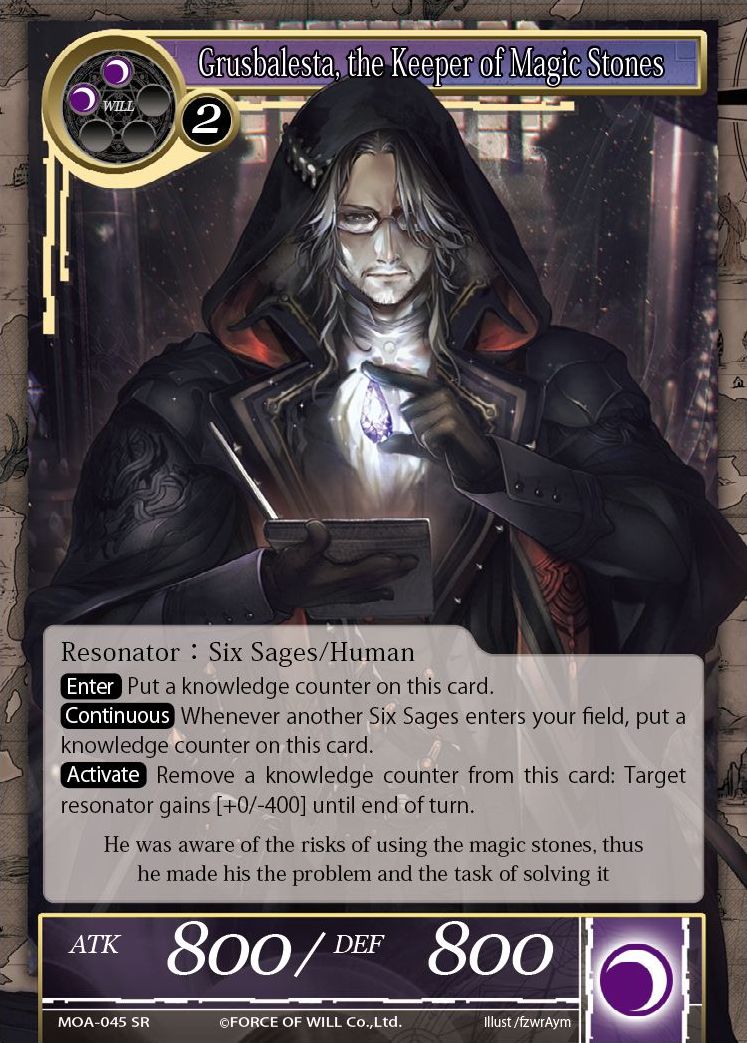 Grusbalesta, the Keeper of Magic Stones
WILL
2
Resonator : Six Sages/Human
Enter Put a knowledge counter on this card.
Continuous Whenever another Six Sages enters your field, put a
knowledge counter on this card.
Activate Remove a knowledge counter from this card: Target
resonator gains [+0/-400] until end of turn.
He was aware of the risks of using the magic stones, thus
he made his the problem and the task of solving it
ATK 800 / DEF 800
MOA-045 SR ©FORCE OF WILL Co.,Ltd. Illust /fzwrAym